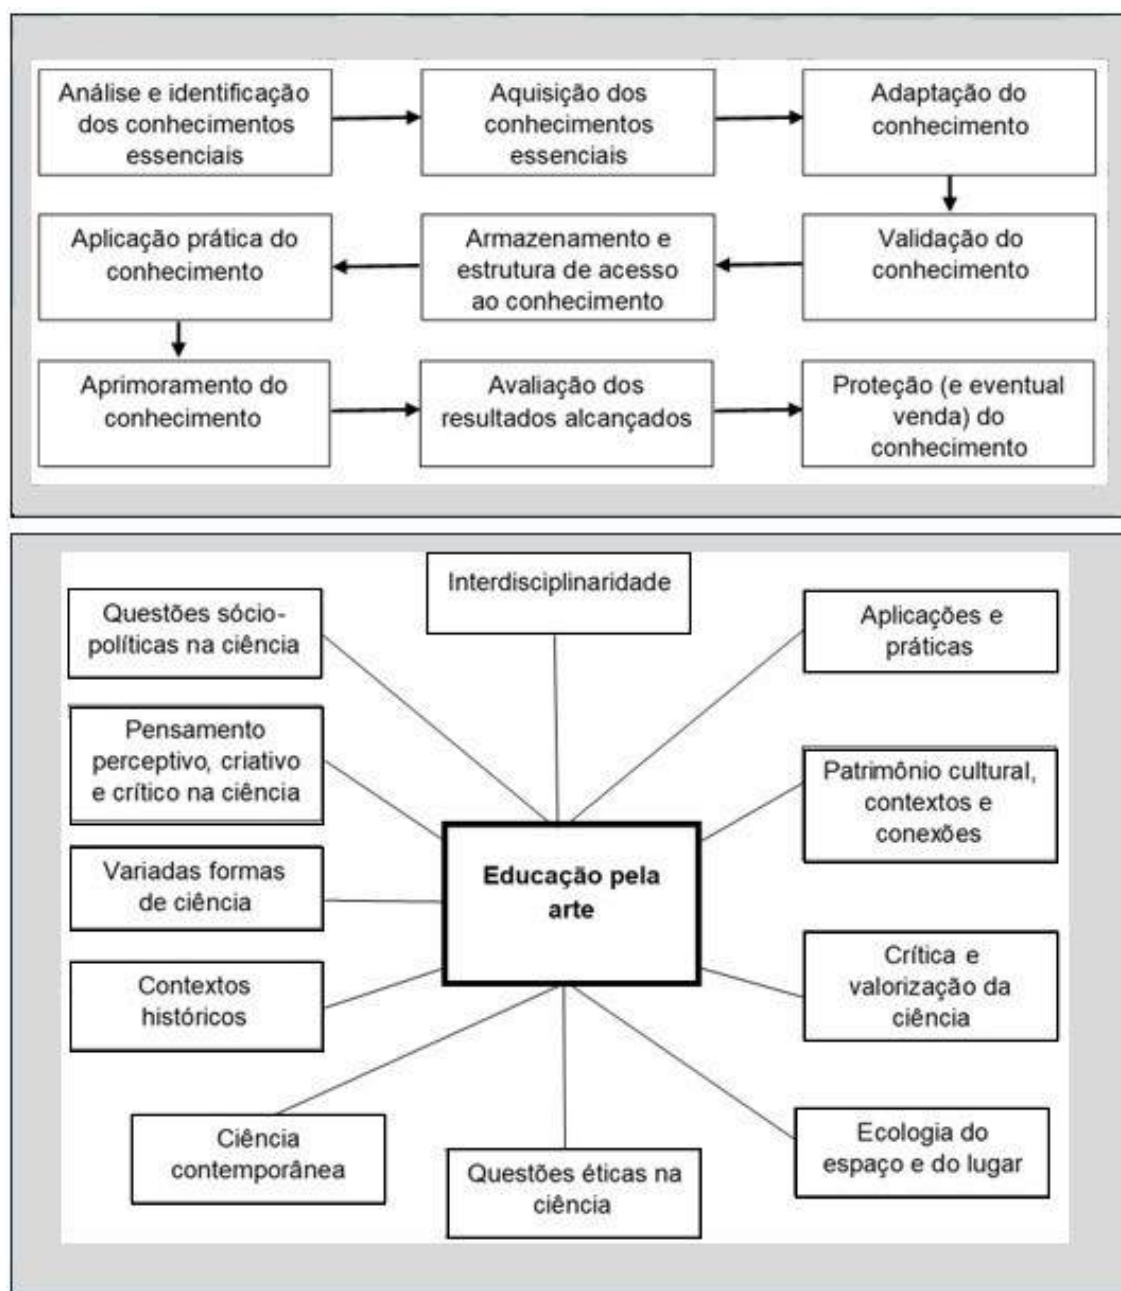 Análise e identificação
dos conhecimentos
essenciais
Aquisição dos
conhecimentos
essenciais
Adaptação do
conhecimento
Aplicação prática do
conhecimento
Armazenamento e
estrutura de acesso
ao conhecimento
Validação do
conhecimento
Aprimoramento do
conhecimento
Avaliação dos
resultados alcançados
Proteção (e eventual
venda) do
conhecimento
Interdisciplinaridade
Questões sócio-
políticas na ciência
Aplicações e
práticas
Pensamento
perceptivo, criativo
e crítico na ciência
Patrimônio cultural,
contextos e
conexões
Educação pela
arte
Variadas formas
de ciência
Crítica e
valorização da
ciência
Contextos
históricos
Ciência
contemporânea
Questões éticas na
ciência
Ecologia do
espaço e do lugar